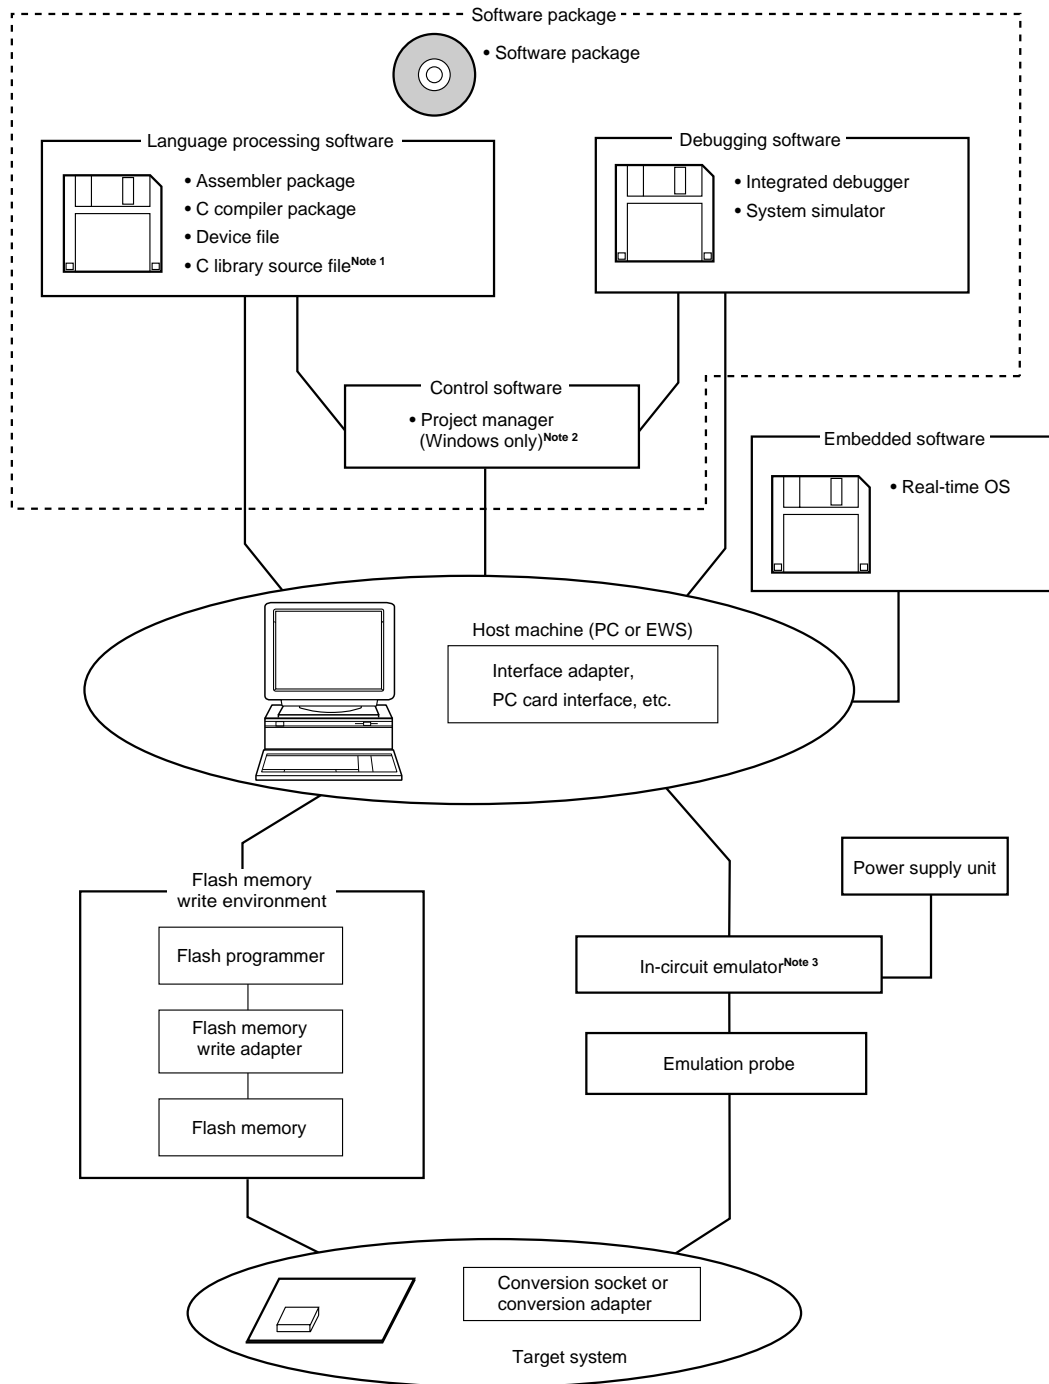 Software package
• Software package
Language processing software
• Assembler package
• C compiler package
• Device file
• C library source fileNote 1
Debugging software
• Integrated debugger
• System simulator
Control software
• Project manager
(Windows only)Note 2
Embedded software
• Real-time OS
Host machine (PC or EWS)
Interface adapter,
PC card interface, etc.
Flash memory
write environment
Flash programmer
Flash memory
write adapter
Flash memory
Power supply unit
In-circuit emulatorNote 3
Emulation probe
Conversion socket or
conversion adapter
Target system